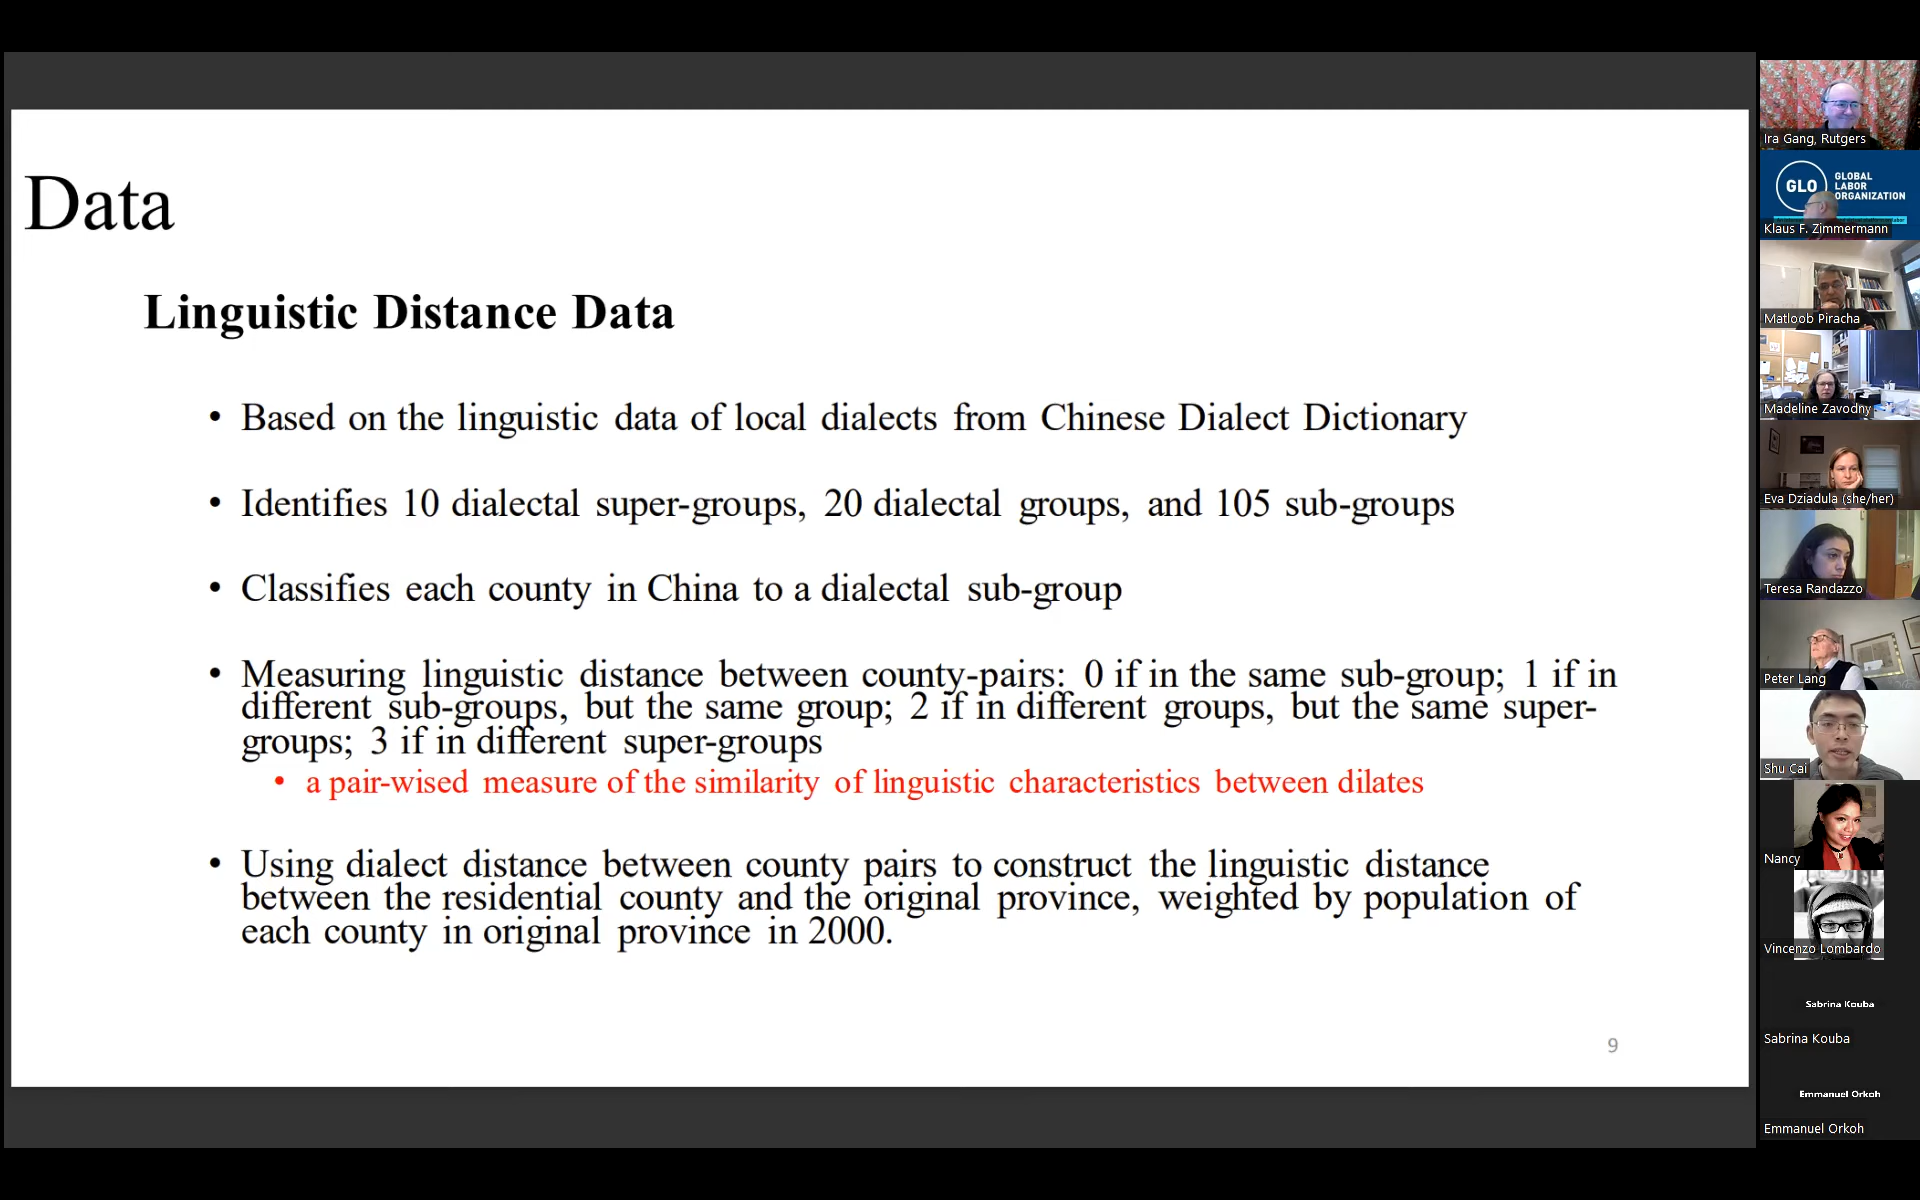 Data
Linguistic Distance Data
• Based on the linguistic data of local dialects from Chinese Dialect Dictionary
• Identifies 10 dialectal super-groups, 20 dialectal groups, and 105 sub-groups
• Classifies each county in China to a dialectal sub-group
• Measuring linguistic distance between county-pairs: 0 if in the same sub-group; 1 if in
different sub-groups, but the same group; 2 if in different groups, but the same super-
groups; 3 if in different super-groups
• a pair-wised measure of the similarity of linguistic characteristics between dilates
• Using dialect distance between county pairs to construct the linguistic distance
between the residential county and the original province, weighted by population of
each county in original province in 2000.
9
Ira Gang, Rutgers
GLO
GLOBAL
LABOR
ORGANIZATION
Klaus F. Zimmermann
Matloob Piracha
Madeline Zavodny
Eva Dziadula (she/her)
Teresa Randazzo
Peter Lang
Shu Cai
Nancy
Vincenzo Lombardo
Sabrina Kouba
Sabrina Kouba
Emmanuel Orkoh
Emmanuel Orkoh